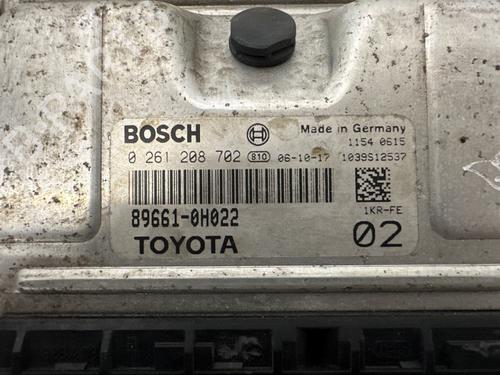 BOSCH
Made in Germany
1154 0615
0 261 208 702 810 06-10-17 1039S12537
89661-0H022
1KR-FE
TOYOTA
02